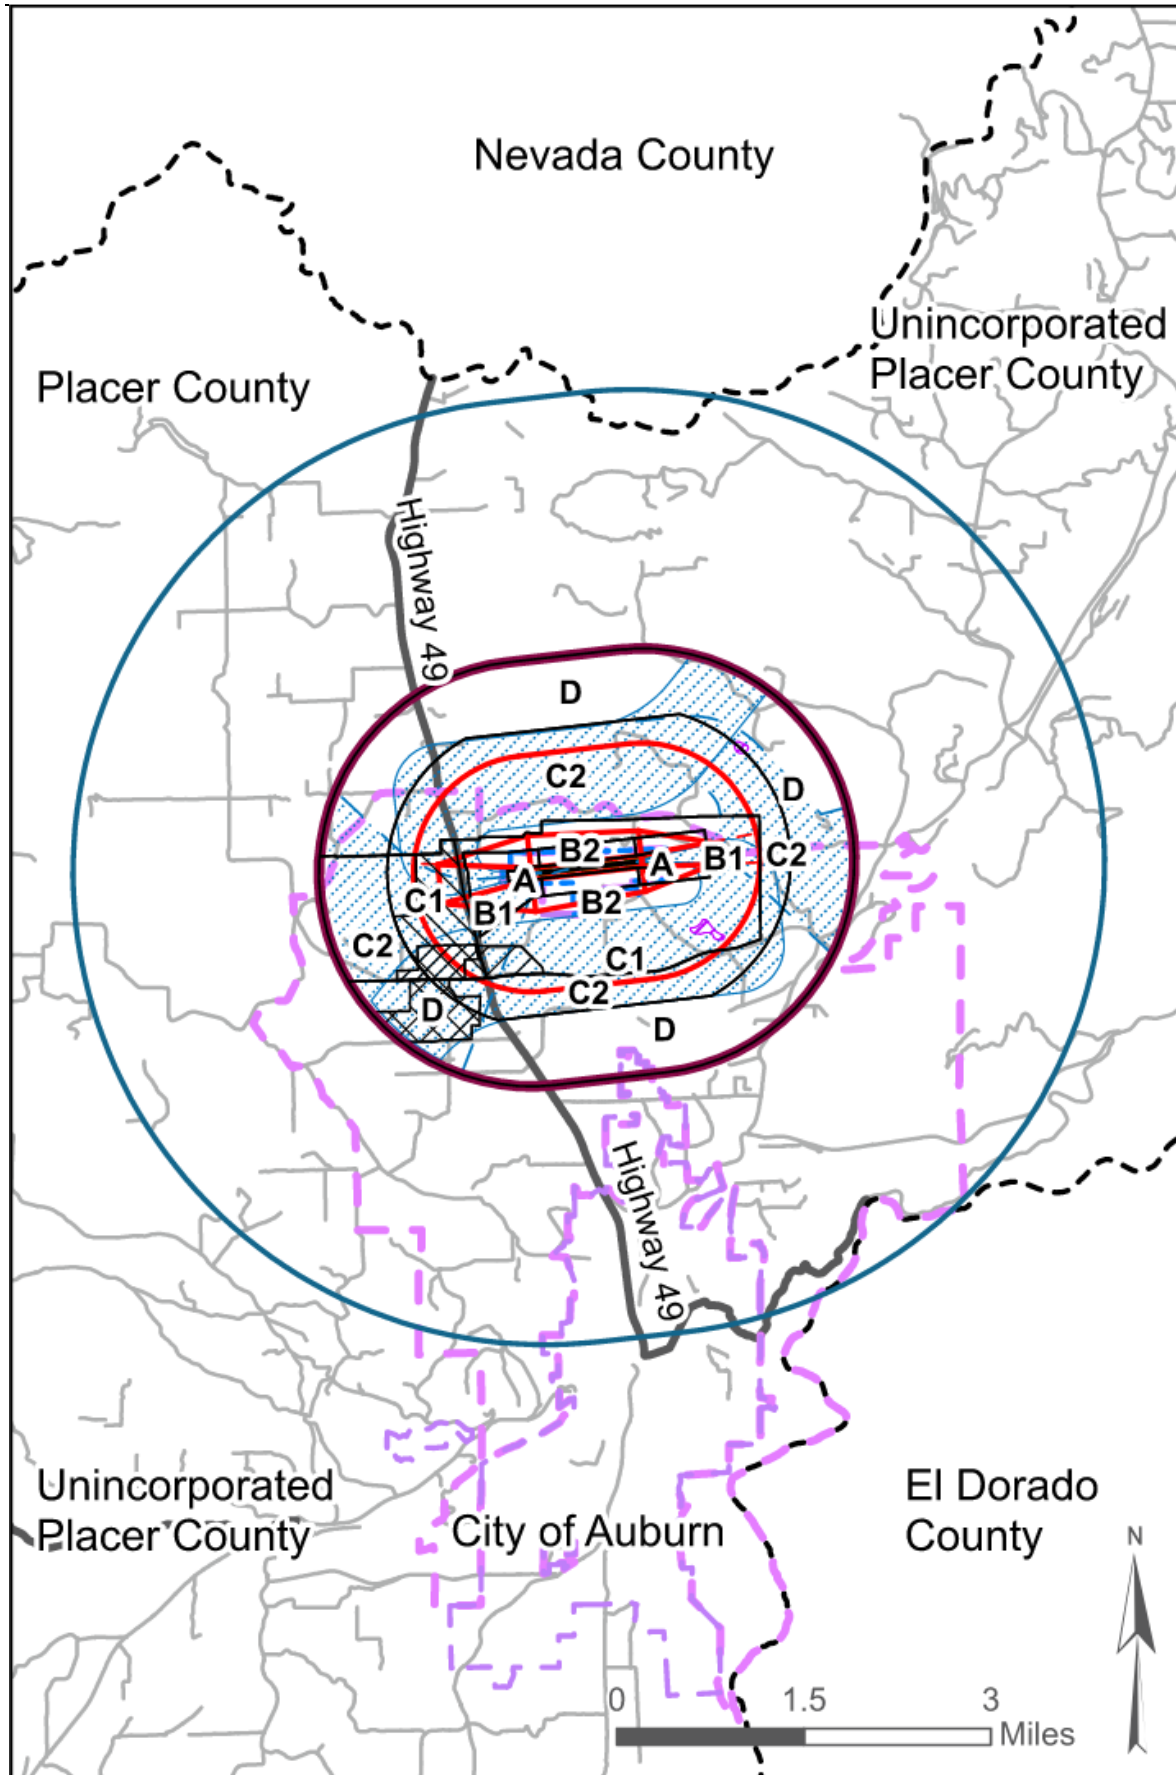 Nevada County
Unincorporated
Placer County
Placer County
Highway 49
D
C2
D
B2
A
B1
C2
A
C1
B1
B2
C2
C1
C2
D
D
Highway 49
Unincorporated
Placer County
City of Auburn
El Dorado
County
N
0 1.5 3
Miles